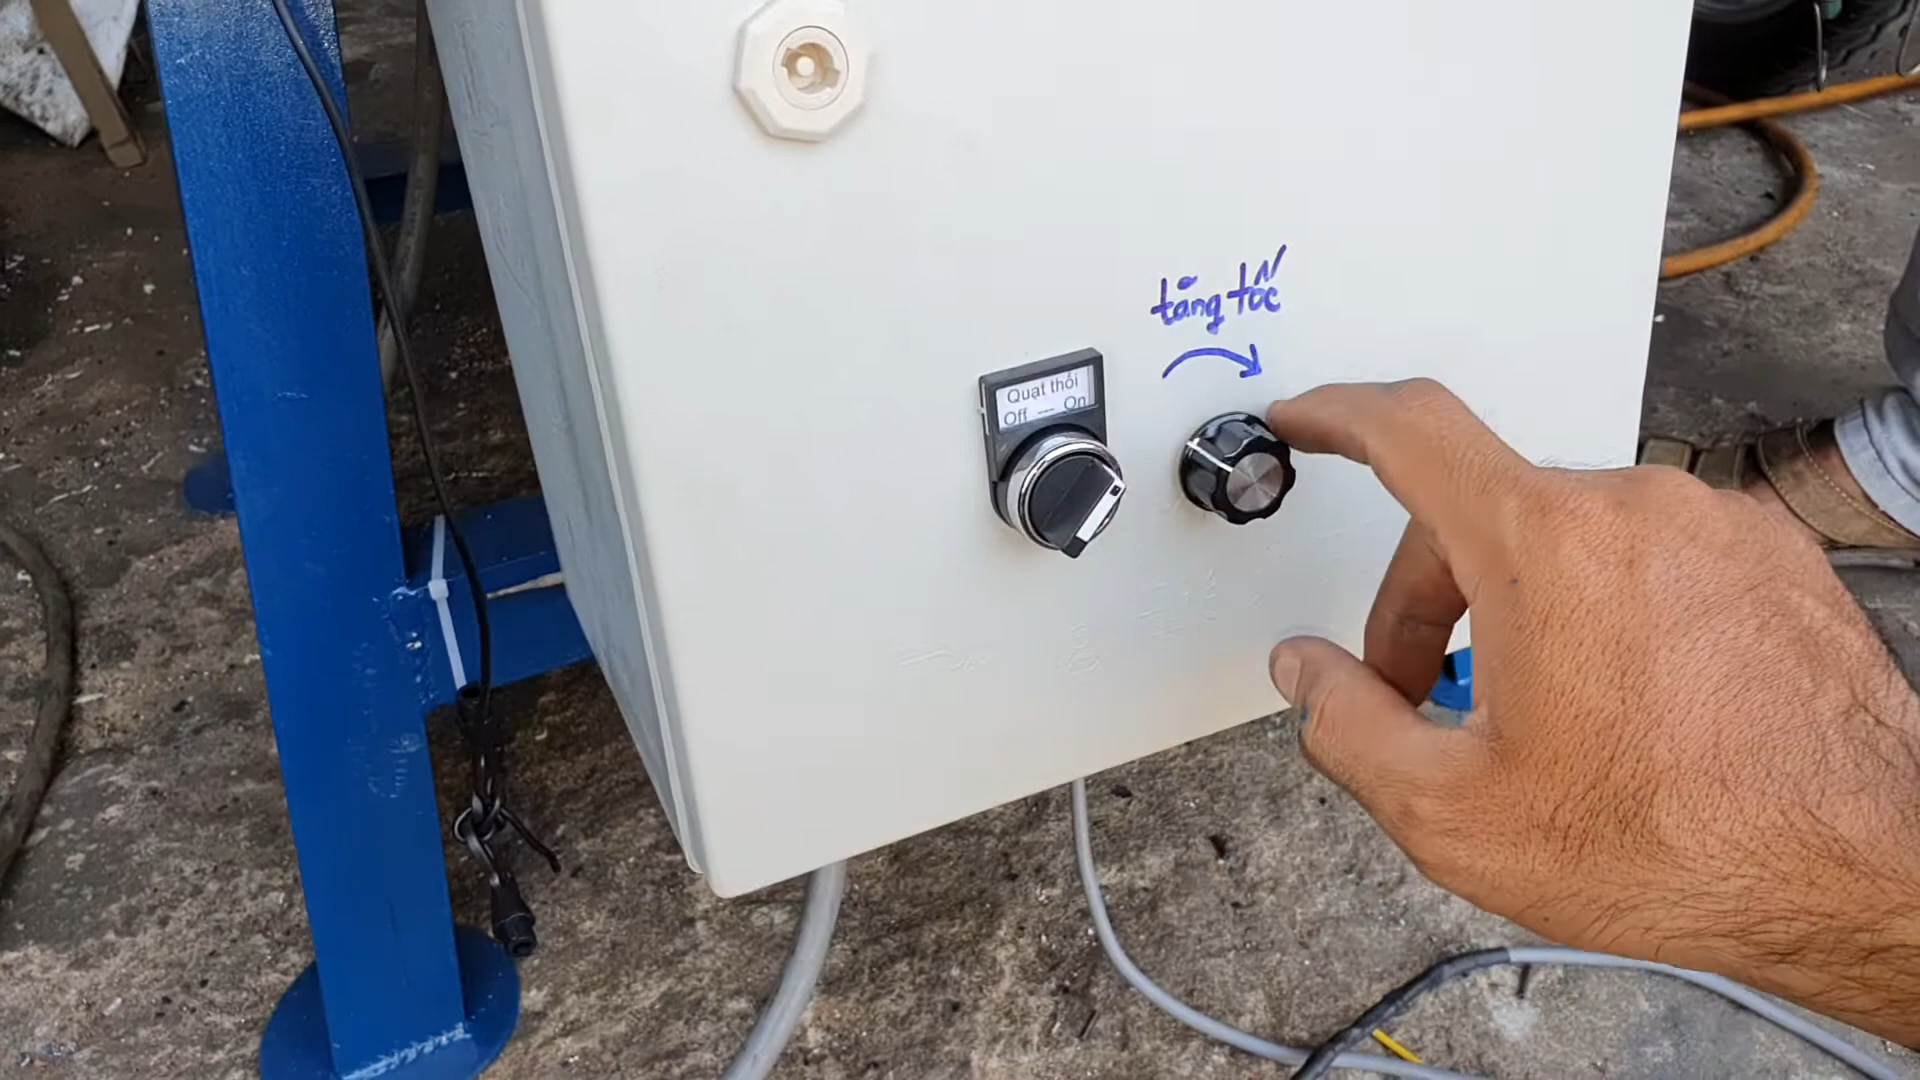 tăng tốc
Quạt thổi
Off — On